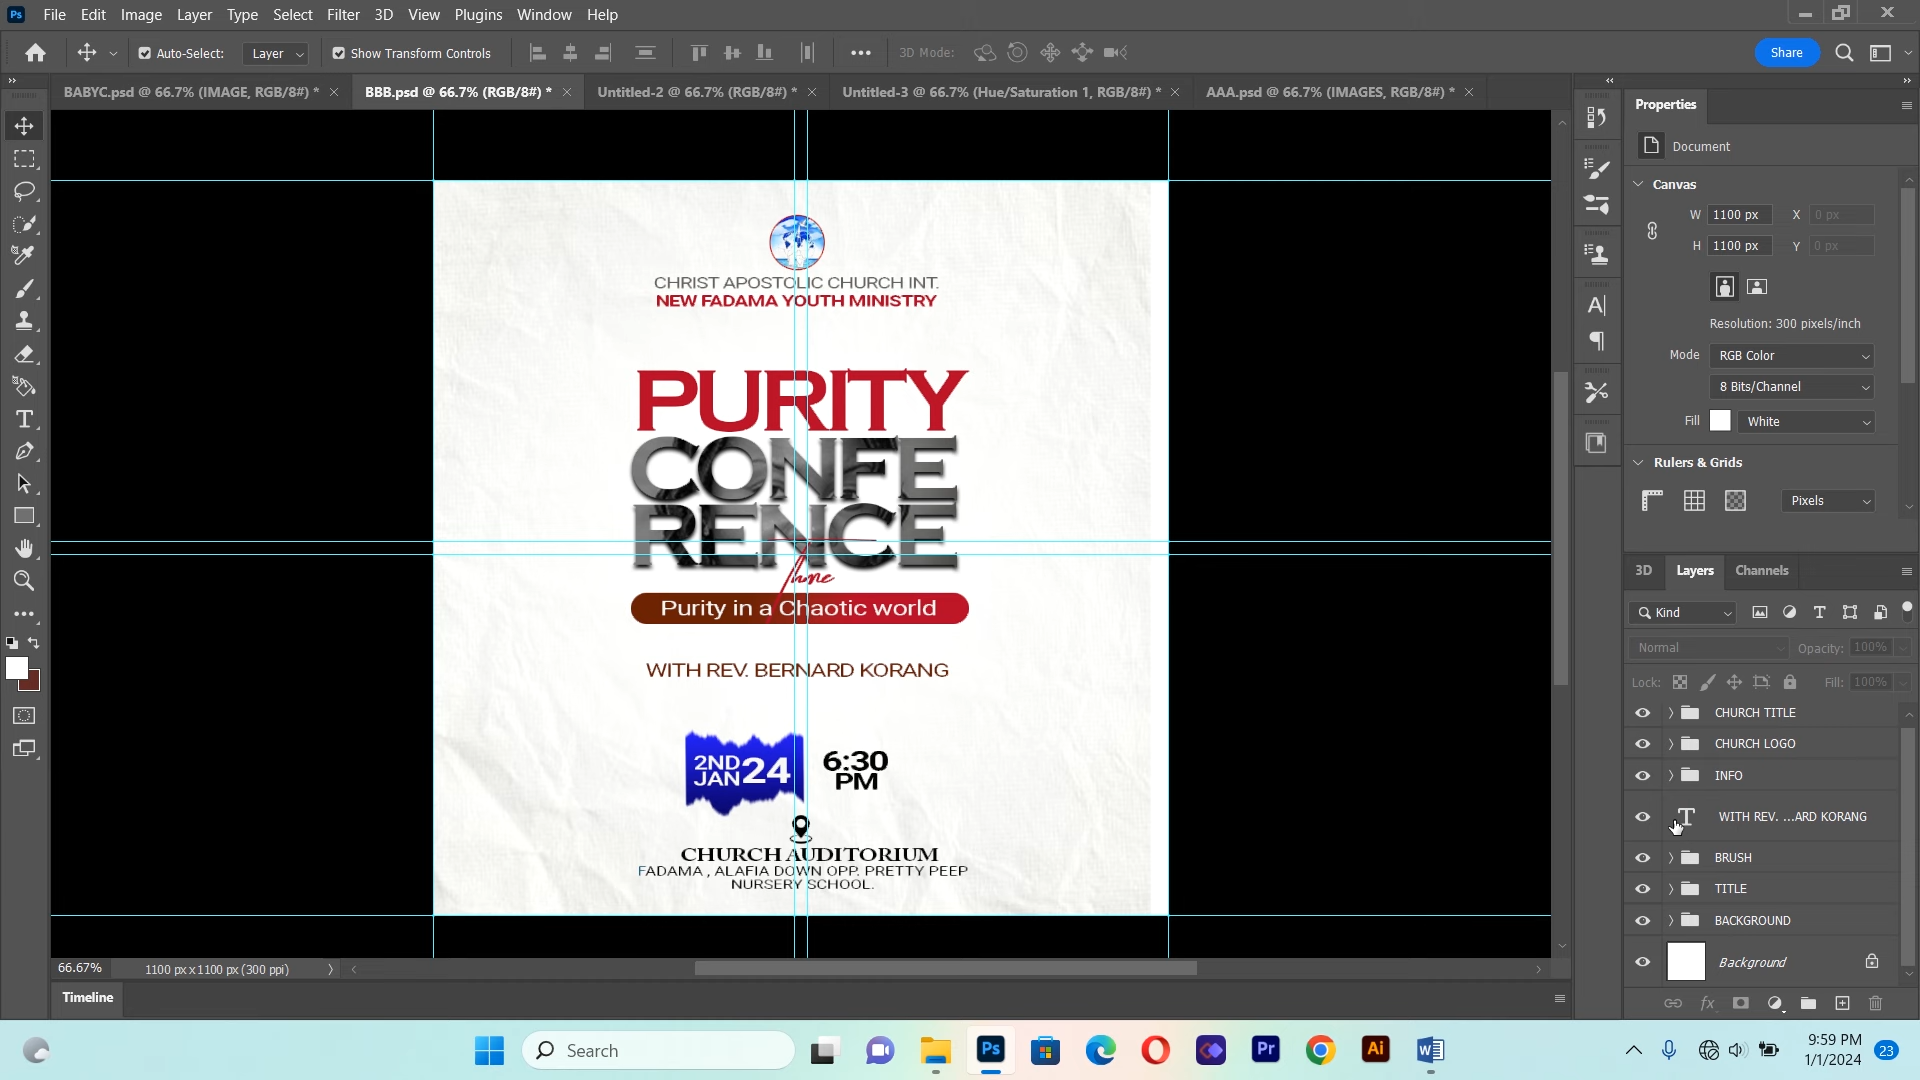 Ps File Edit Image Layer Type Select Filter 3D View Plugins Window Help
Auto-Select: Layer Show Transform Controls 3D Mode: Share
BABYC.psd @ 66.7% (IMAGE, RGB/8#) * BBB.psd @ 66.7% (RGB/8#) * Untitled-2 @ 66.7% (RGB/8#) * Untitled-3 @ 66.7% (Hue/Saturation 1, RGB/8#) * AAA.psd @ 66.7% (IMAGES, RGB/8#) *
CHRIST APOSTOLIC CHURCH INT.
NEW FADAMA YOUTH MINISTRY
PURITY
CONFE
RENCE
Purity in a Chaotic world
WITH REV. BERNARD KORANG
2ND
JAN 24
6:30
PM
CHURCH AUDITORIUM
FADAMA , ALAFIA DOWN OPP. PRETTY PEEP
NURSERY SCHOOL.
66.67% 1100 px x 1100 px (300 ppi)
Timeline
Properties
Document
Canvas
W 1100 px X 0 px
H 1100 px Y 0 px
Resolution: 300 pixels/inch
Mode RGB Color
8 Bits/Channel
Fill White
Rulers & Grids
Pixels
3D Layers Channels
Kind
Normal Opacity: 100%
Lock: Fill: 100%
CHURCH TITLE
CHURCH LOGO
INFO
WITH REV. ...ARD KORANG
BRUSH
TITLE
BACKGROUND
Background
Search
Ps Pr Ai
9:59 PM
1/1/2024
23